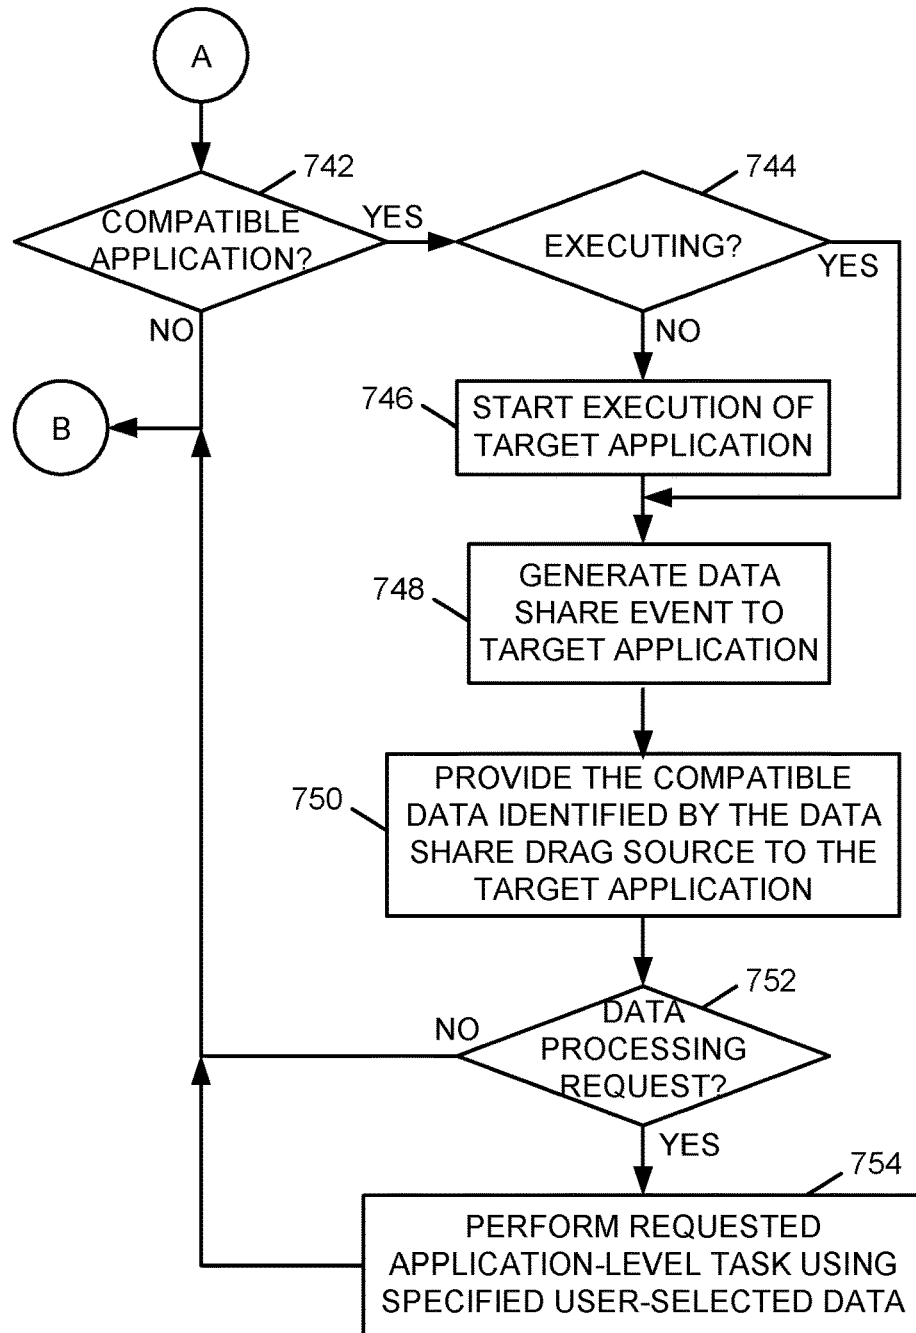 A
742
COMPATIBLE
APPLICATION?
YES
NO
744
EXECUTING?
YES
NO
B
746
START EXECUTION OF
TARGET APPLICATION
748
GENERATE DATA
SHARE EVENT TO
TARGET APPLICATION
750
PROVIDE THE COMPATIBLE
DATA IDENTIFIED BY THE DATA
SHARE DRAG SOURCE TO THE
TARGET APPLICATION
752
DATA
PROCESSING
REQUEST?
NO
YES
754
PERFORM REQUESTED
APPLICATION-LEVEL TASK USING
SPECIFIED USER-SELECTED DATA